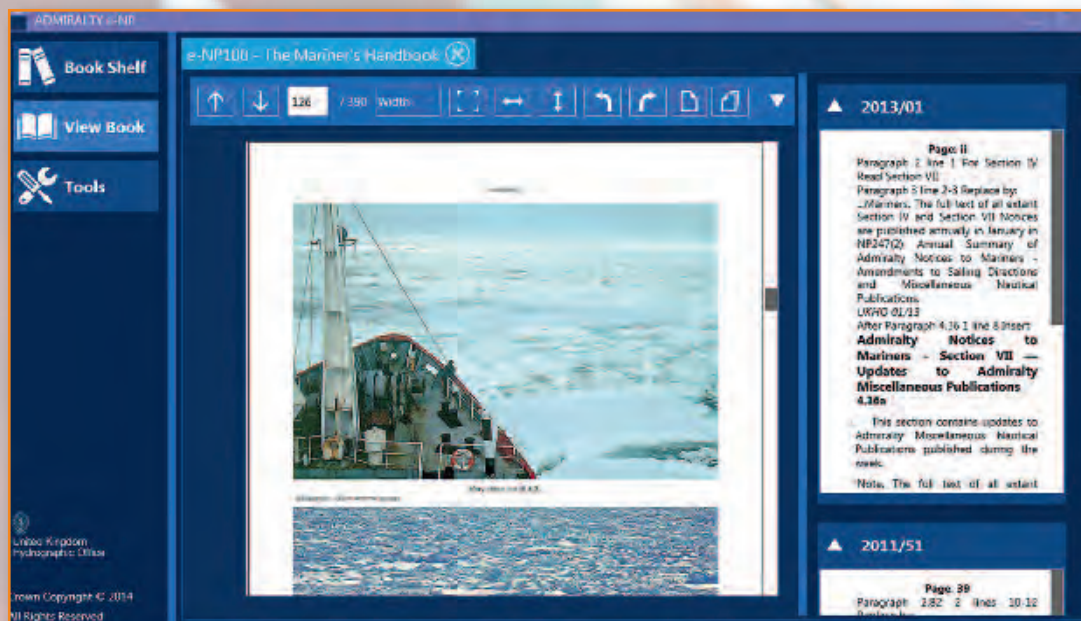 ADMIRALTY e-NP
Book Shelf
View Book
Tools
United Kingdom
Hydrographic Office
Crown Copyright © 2014
All Rights Reserved
e-NP100 – The Mariner's Handbook
126 / 390 Width
2013/01
Page: ii
Paragraph 2 line 1 For Section IV
Read Section VII
Paragraph 3 line 2-3 Replace by:
...Mariners. The full text of all extant
Section IV and Section VII Notices
are published annually in January in
NP247(2) Annual Summary of
Admiralty Notices to Mariners -
Amendments to Sailing Directions
and Miscellaneous Nautical
Publications.
UKHO 01/13
After Paragraph 4.36 1 line 8 Insert
Admiralty Notices to
Mariners - Section VII —
Updates to Admiralty
Miscellaneous Publications
4.36a
This section contains updates to
Admiralty Miscellaneous Nautical
Publications published during the
week.
Note. The full text of all extant
2011/51
Page: 39
Paragraph 2.82 2 lines 10-12